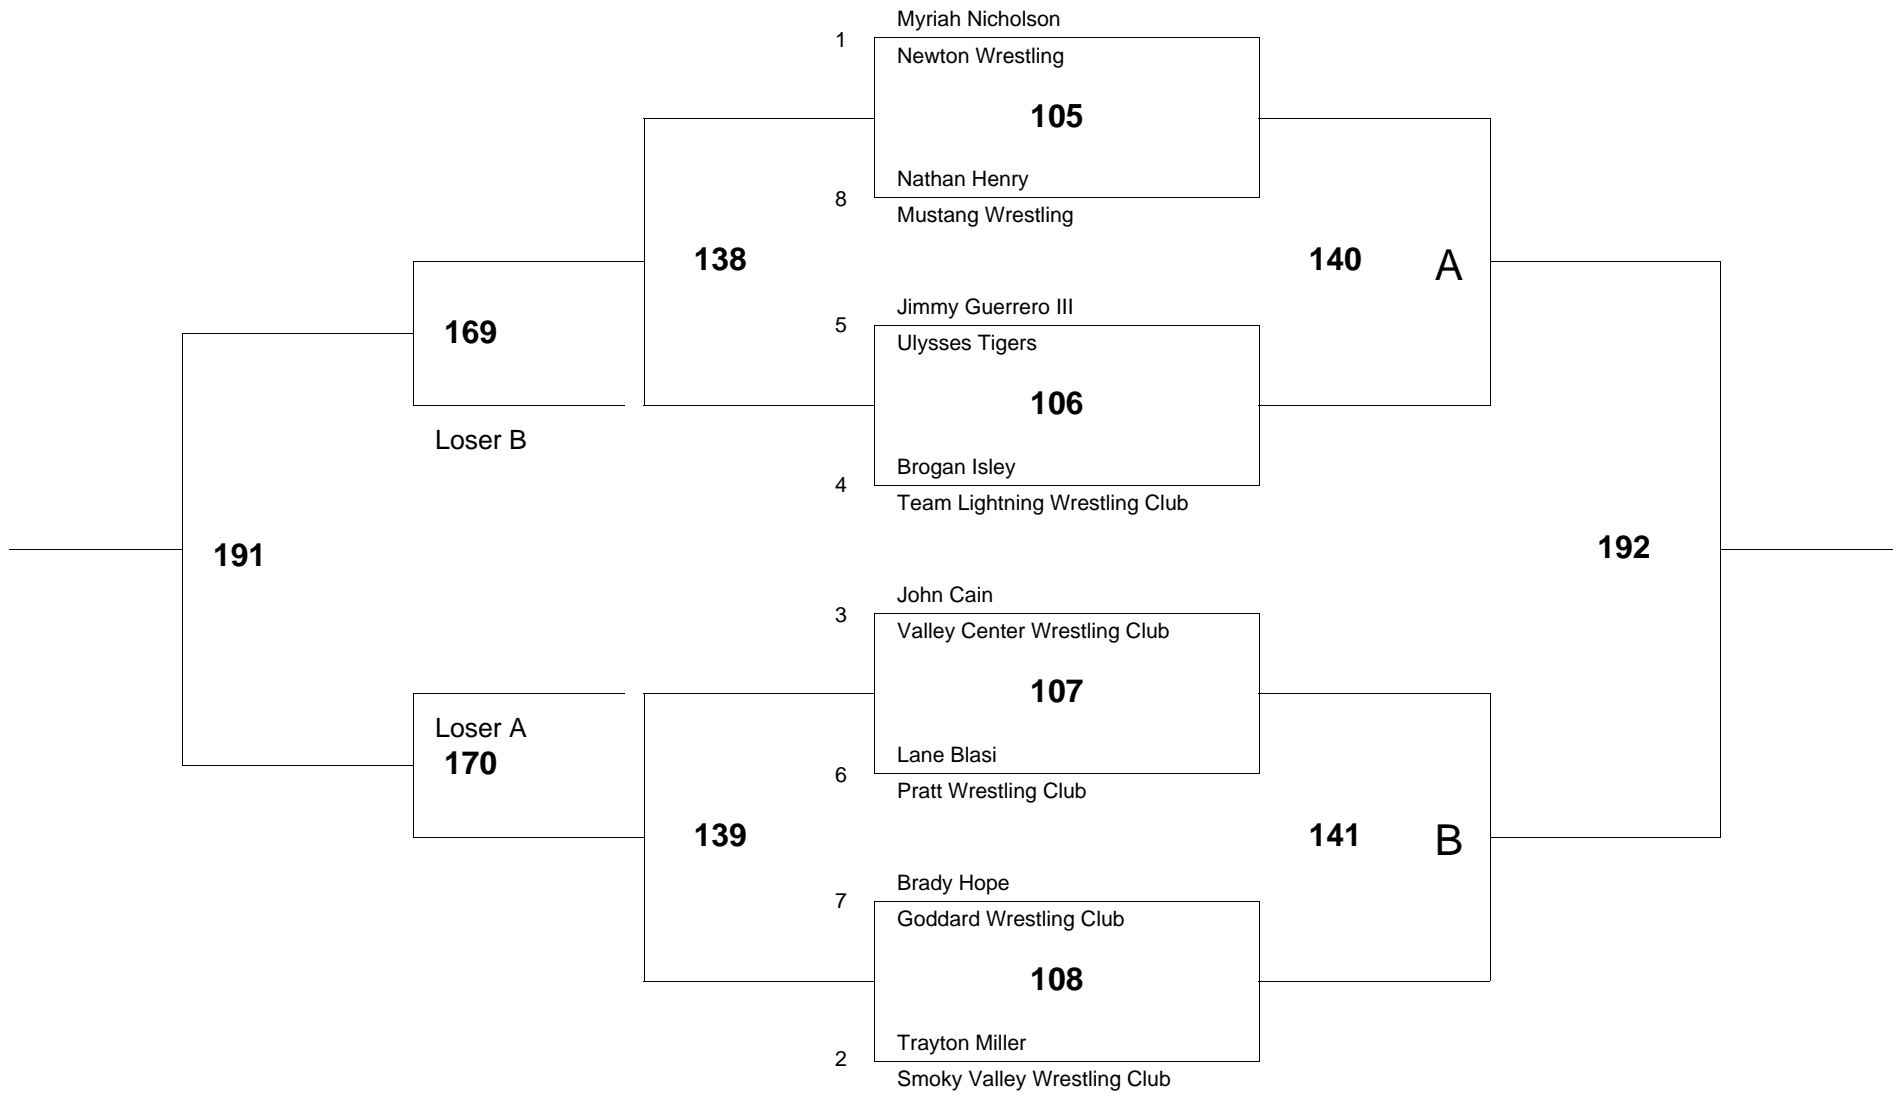 Myriah Nicholson
1
Newton Wrestling
105
Nathan Henry
8
Mustang Wrestling
138
140
A
Jimmy Guerrero III
5
Ulysses Tigers
169
106
Loser B
Brogan Isley
4
Team Lightning Wrestling Club
191
192
John Cain
3
Valley Center Wrestling Club
107
Loser A
170
Lane Blasi
6
Pratt Wrestling Club
139
141
B
Brady Hope
7
Goddard Wrestling Club
108
Trayton Miller
2
Smoky Valley Wrestling Club